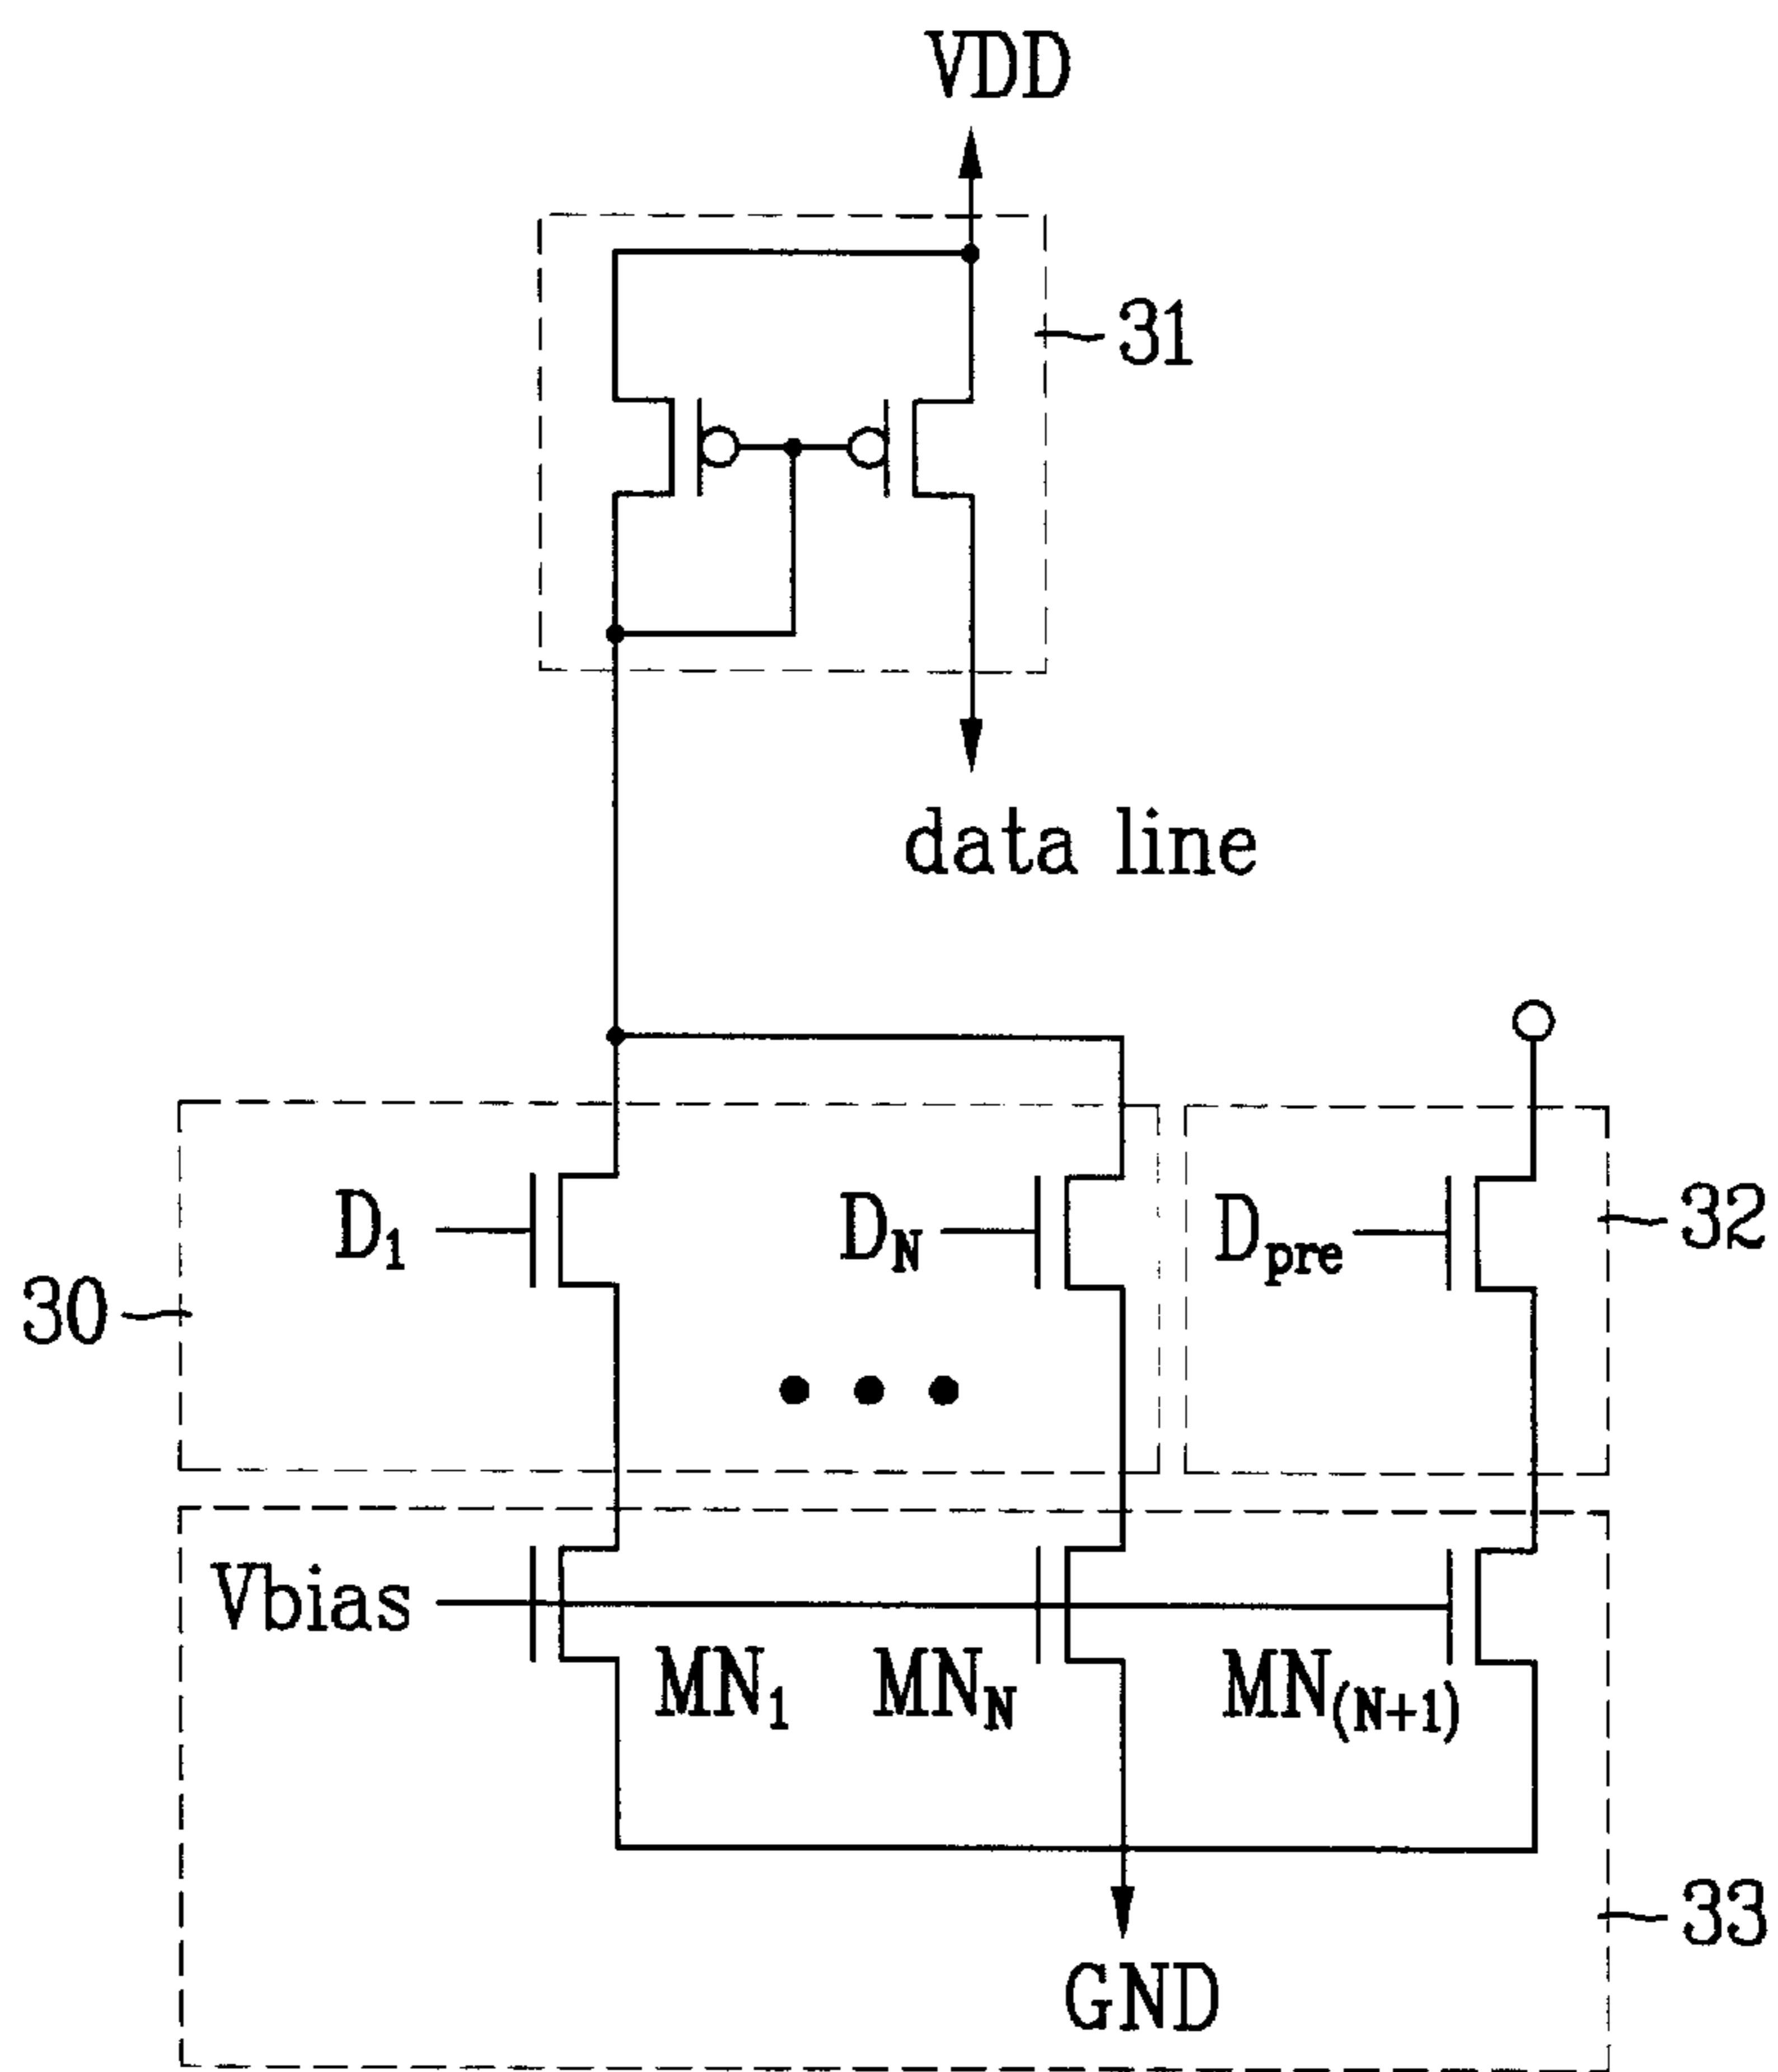 VDD
31
data line
D1 DN Dpre 32
30
Vbias
MN1 MNN MN(N+1)
33
GND